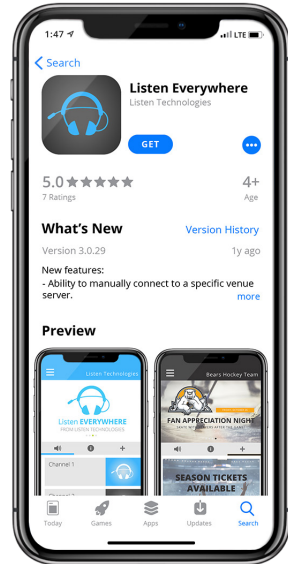 1:47
LTE
Search
Listen Everywhere
Listen Technologies
GET
5.0
4+
7 Ratings
Age
What's New
Version History
Version 3.0.29
1y ago
New features:
- Ability to manually connect to a specific venue
server.
more
Preview
Listen Technologies
Listen EVERYWHERE
FROM LISTEN TECHNOLOGIES
Channel 1
Bears Hockey Team
FAN APPRECIATION NIGHT
SEASON TICKETS
AVAILABLE
Today
Games
Apps
Updates
Search